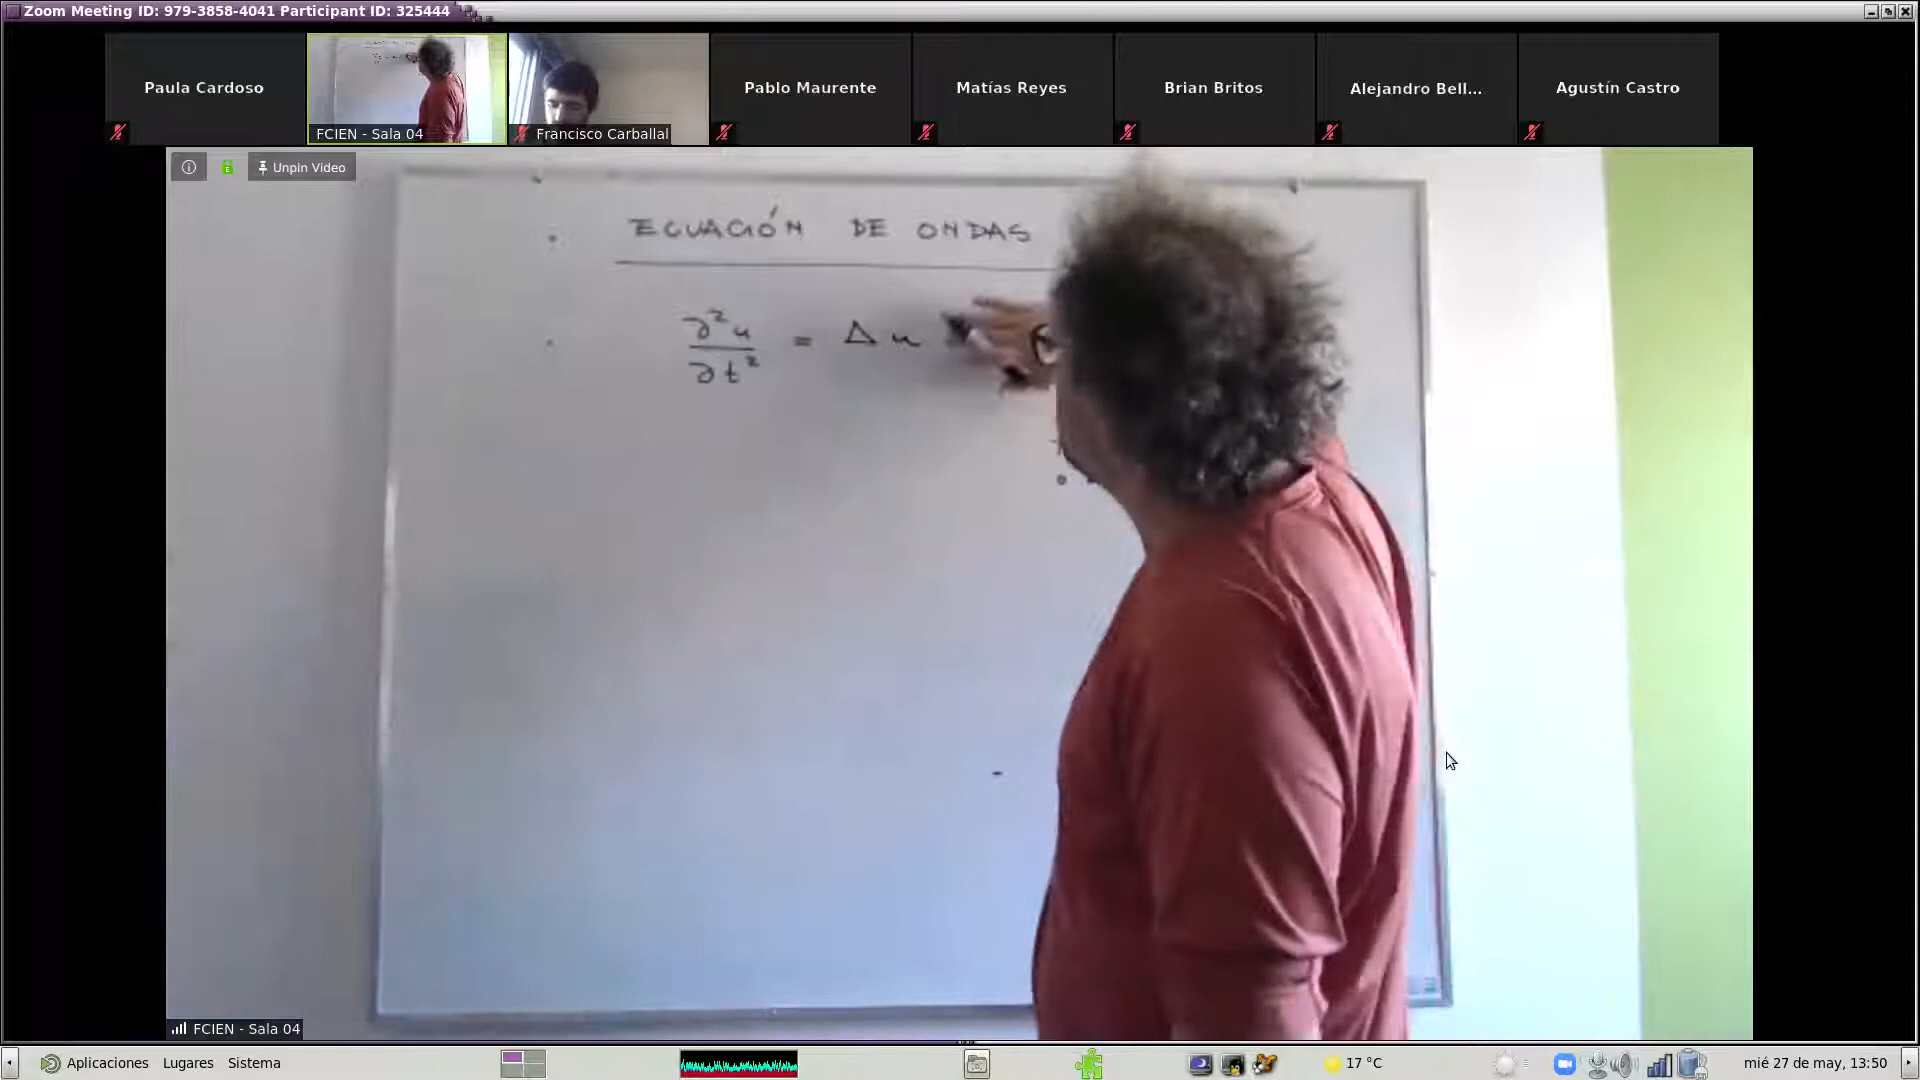 Zoom Meeting ID: 979-3858-4041 Participant ID: 325444
Paula Cardoso
FCIEN - Sala 04
Francisco Carballal
Pablo Maurente
Matías Reyes
Brian Britos
Alejandro Bell...
Agustín Castro
Unpin Video
ECUACIÓN DE ONDAS
∂²u/∂t² = Δu
FCIEN - Sala 04
Aplicaciones Lugares Sistema
17 °C
mié 27 de may, 13:50